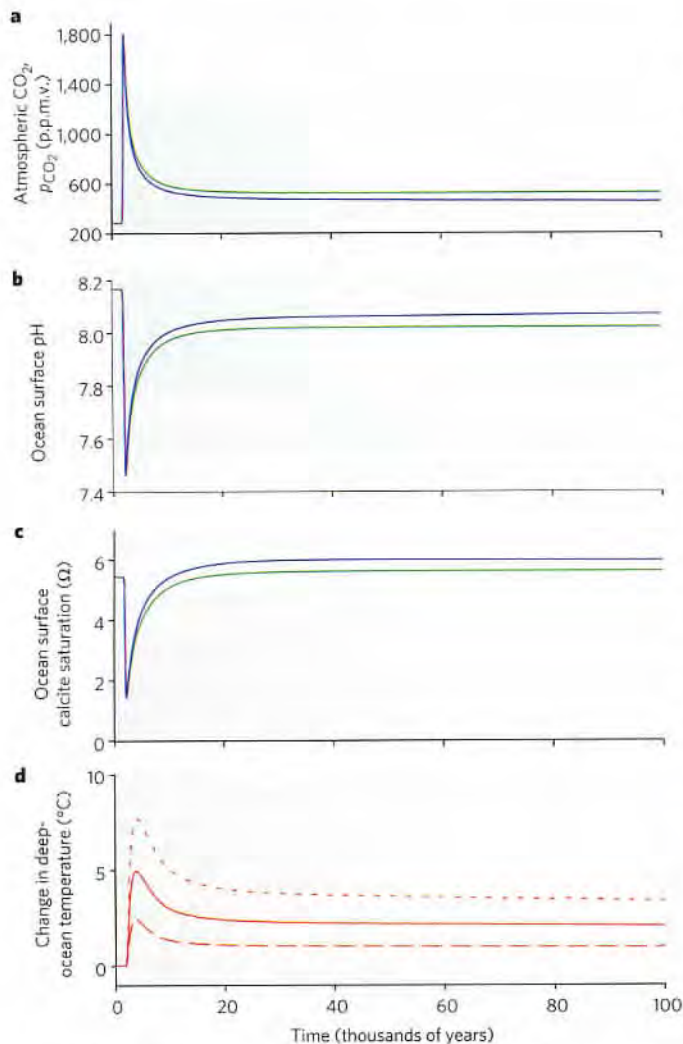 a
Atmospheric CO₂,
pCO₂ (p.p.m.v.)
1,800
1,400
1,000
600
200
b
Ocean surface pH
8.2
8.0
7.8
7.6
7.4
c
Ocean surface
calcite saturation (Ω)
6
4
2
0
d
Change in deep-
ocean temperature (°C)
10
5
0
0 20 40 60 80 100
Time (thousands of years)